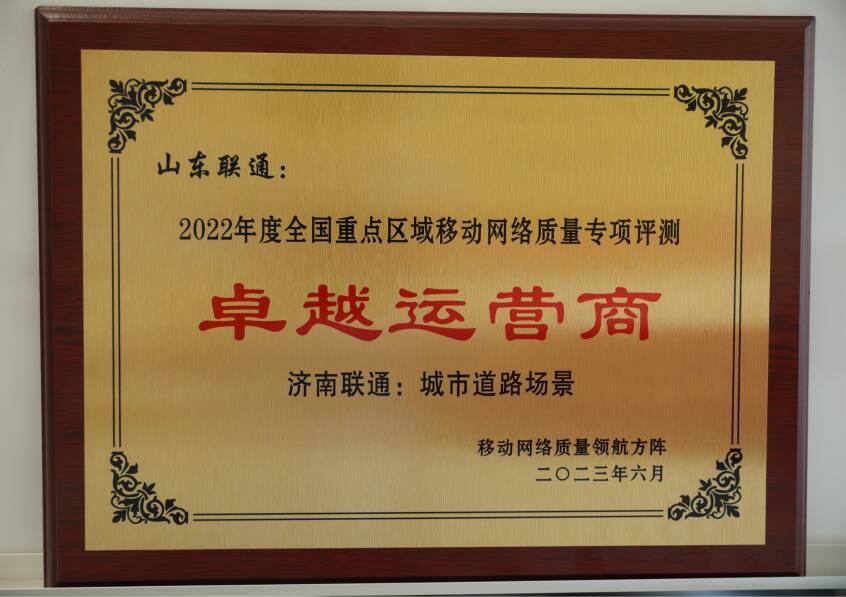 山东联通：
2022年度全国重点区域移动网络质量专项评测
卓越运营商
济南联通：城市道路场景
移动网络质量领航方阵
二〇二三年六月